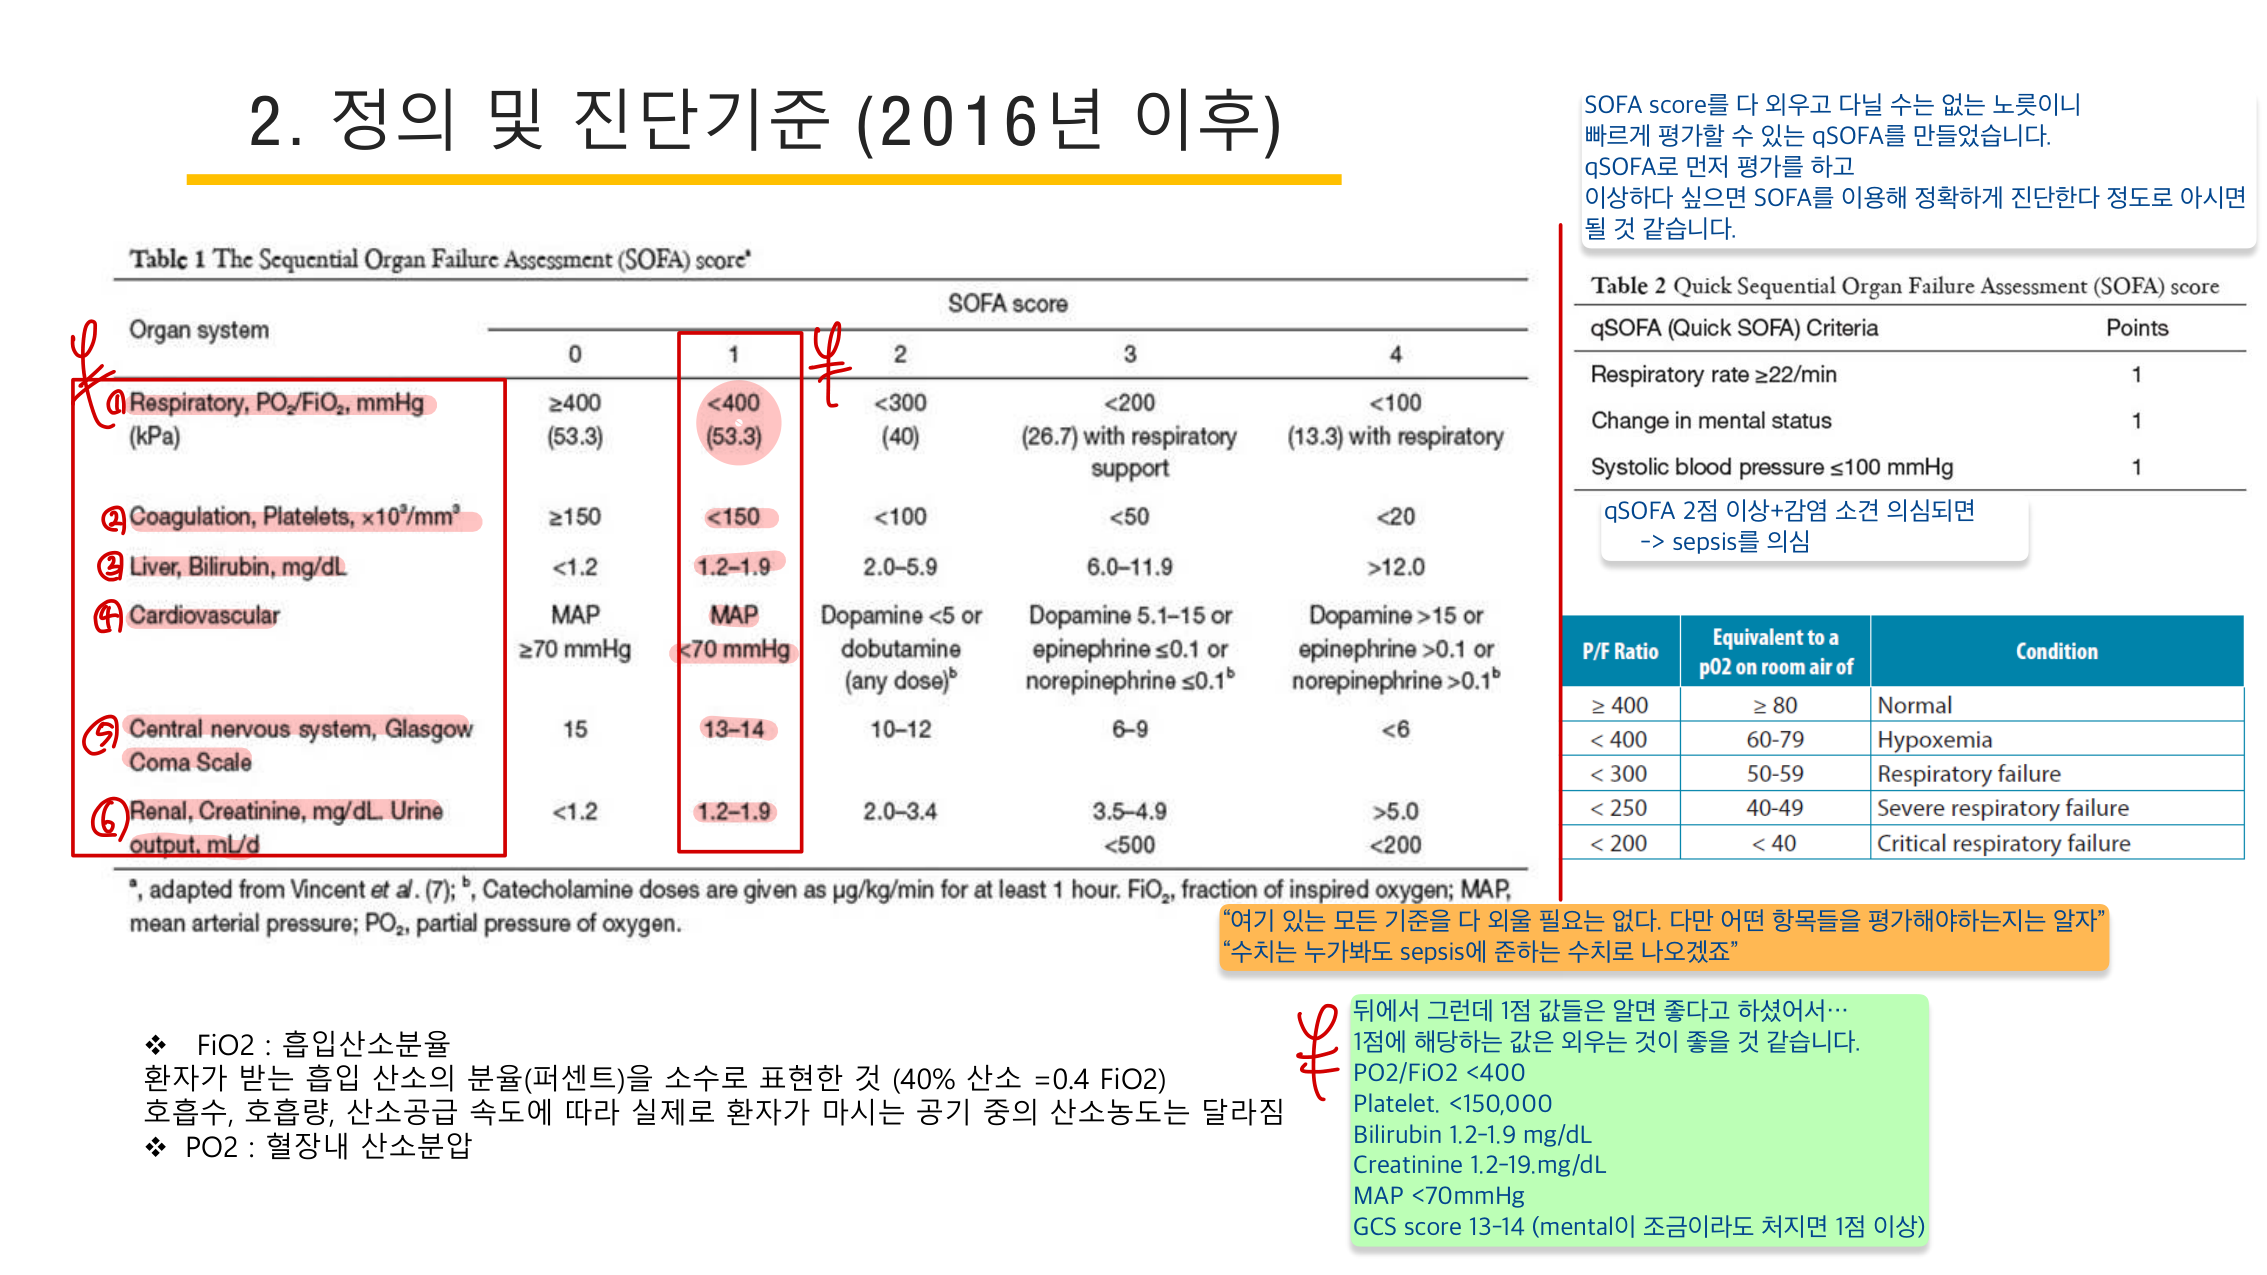 2. 정의 및 진단기준 (2016년 이후)
SOFA score를 다 외우고 다닐 수는 없는 노릇이니
빠르게 평가할 수 있는 qSOFA를 만들었습니다.
qSOFA로 먼저 평가를 하고
이상하다 싶으면 SOFA를 이용해 정확하게 진단한다 정도로 아시면
될 것 같습니다.
Table 1 The Sequential Organ Failure Assessment (SOFA) scoreᵃ
Organ system SOFA score
0 1 2 3 4
① Respiratory, PO₂/FiO₂, mmHg ≥400 <400 <300 <200 <100
(kPa) (53.3) (53.3) (40) (26.7) with respiratory (13.3) with respiratory
support
② Coagulation, Platelets, ×10³/mm³ ≥150 <150 <100 <50 <20
③ Liver, Bilirubin, mg/dL <1.2 1.2–1.9 2.0–5.9 6.0–11.9 >12.0
④ Cardiovascular MAP MAP Dopamine <5 or Dopamine 5.1–15 or Dopamine >15 or
≥70 mmHg <70 mmHg dobutamine epinephrine ≤0.1 or epinephrine >0.1 or
(any dose)ᵇ norepinephrine ≤0.1ᵇ norepinephrine >0.1ᵇ
⑤ Central nervous system, Glasgow 15 13–14 10–12 6–9 <6
Coma Scale
⑥ Renal, Creatinine, mg/dL. Urine <1.2 1.2–1.9 2.0–3.4 3.5–4.9 >5.0
output, mL/d <500 <200
ᵃ, adapted from Vincent et al. (7); ᵇ, Catecholamine doses are given as µg/kg/min for at least 1 hour. FiO₂, fraction of inspired oxygen; MAP,
mean arterial pressure; PO₂, partial pressure of oxygen.
Table 2 Quick Sequential Organ Failure Assessment (SOFA) score
qSOFA (Quick SOFA) Criteria Points
Respiratory rate ≥22/min 1
Change in mental status 1
Systolic blood pressure ≤100 mmHg 1
qSOFA 2점 이상+감염 소견 의심되면
-> sepsis를 의심
P/F Ratio Equivalent to a pO2 on room air of Condition
≥ 400 ≥ 80 Normal
< 400 60-79 Hypoxemia
< 300 50-59 Respiratory failure
< 250 40-49 Severe respiratory failure
< 200 < 40 Critical respiratory failure
“여기 있는 모든 기준을 다 외울 필요는 없다. 다만 어떤 항목들을 평가해야하는지는 알자”
“수치는 누가봐도 sepsis에 준하는 수치로 나오겠죠”
❖ FiO2 : 흡입산소분율
환자가 받는 흡입 산소의 분율(퍼센트)을 소수로 표현한 것 (40% 산소 =0.4 FiO2)
호흡수, 호흡량, 산소공급 속도에 따라 실제로 환자가 마시는 공기 중의 산소농도는 달라짐
❖ PO2 : 혈장내 산소분압
뒤에서 그런데 1점 값들은 알면 좋다고 하셨어서…
1점에 해당하는 값은 외우는 것이 좋을 것 같습니다.
PO2/FiO2 <400
Platelet. <150,000
Bilirubin 1.2-1.9 mg/dL
Creatinine 1.2-19.mg/dL
MAP <70mmHg
GCS score 13-14 (mental이 조금이라도 처지면 1점 이상)